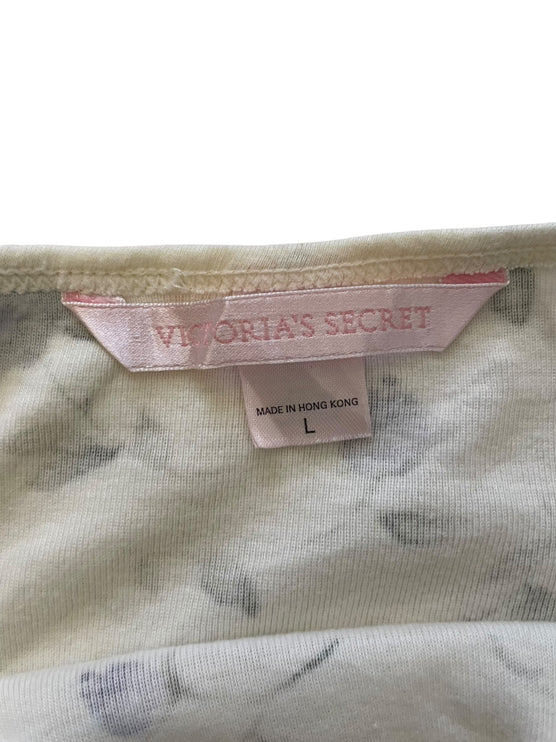 VICTORIA'S SECRET
MADE IN HONG KONG
L